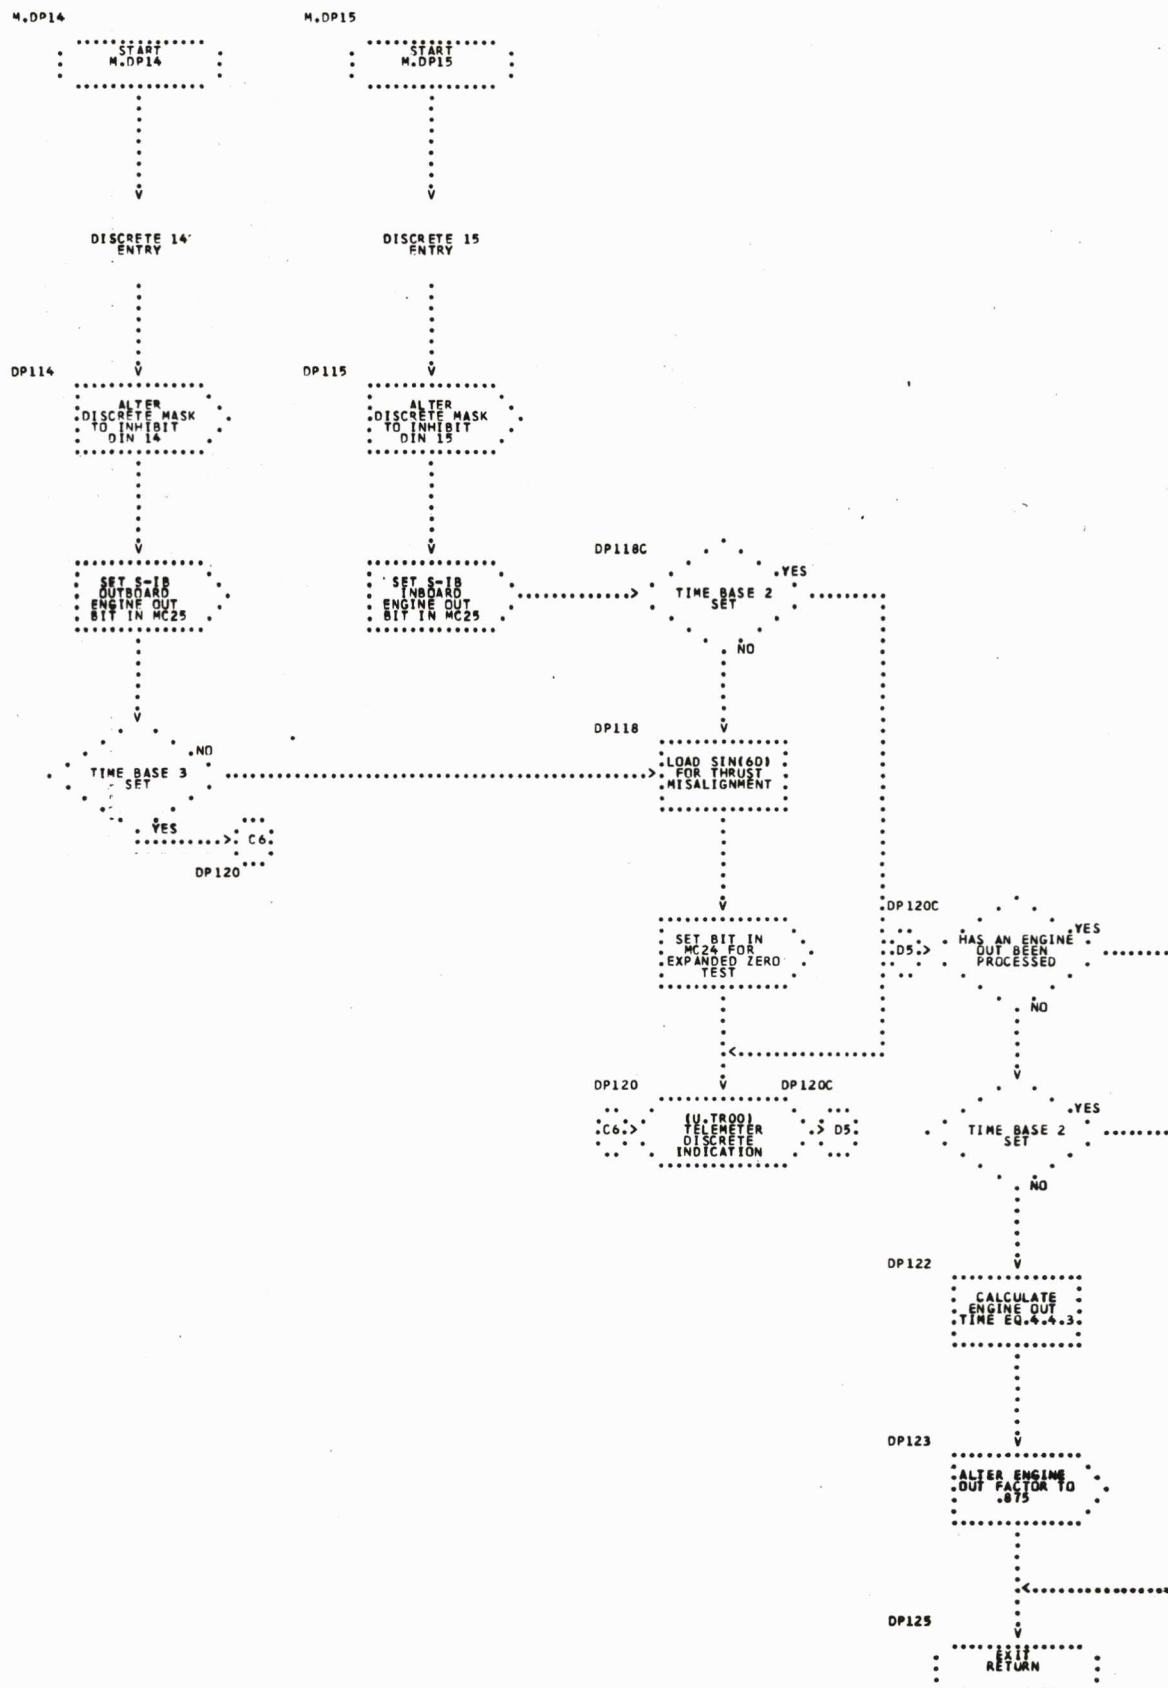 M.DP14
START
M.DP14
DISCRETE 14
ENTRY
DP114
ALTER
DISCRETE MASK
TO INHIBIT
DIN 14
SET S-IB
OUTBOARD
ENGINE OUT
BIT IN MC25
TIME BASE 3
SET
NO
YES
C6
DP120
M.DP15
START
M.DP15
DISCRETE 15
ENTRY
DP115
ALTER
DISCRETE MASK
TO INHIBIT
DIN 15
SET S-IB
INBOARD
ENGINE OUT
BIT IN MC25
DP118C
TIME BASE 2
SET
YES
NO
DP118
LOAD SIN(6D)
FOR THRUST
MISALIGNMENT
SET BIT IN
MC24 FOR
EXPANDED ZERO
TEST
DP120
DP120C
C6
(U.TR00)
TELEMETER
DISCRETE
INDICATION
D5
DP120C
D5
HAS AN ENGINE
OUT BEEN
PROCESSED
YES
NO
TIME BASE 2
SET
YES
NO
DP122
CALCULATE
ENGINE OUT
TIME EQ.4.4.3
DP123
ALTER ENGINE
OUT FACTOR TO
.875
DP125
EXIT
RETURN